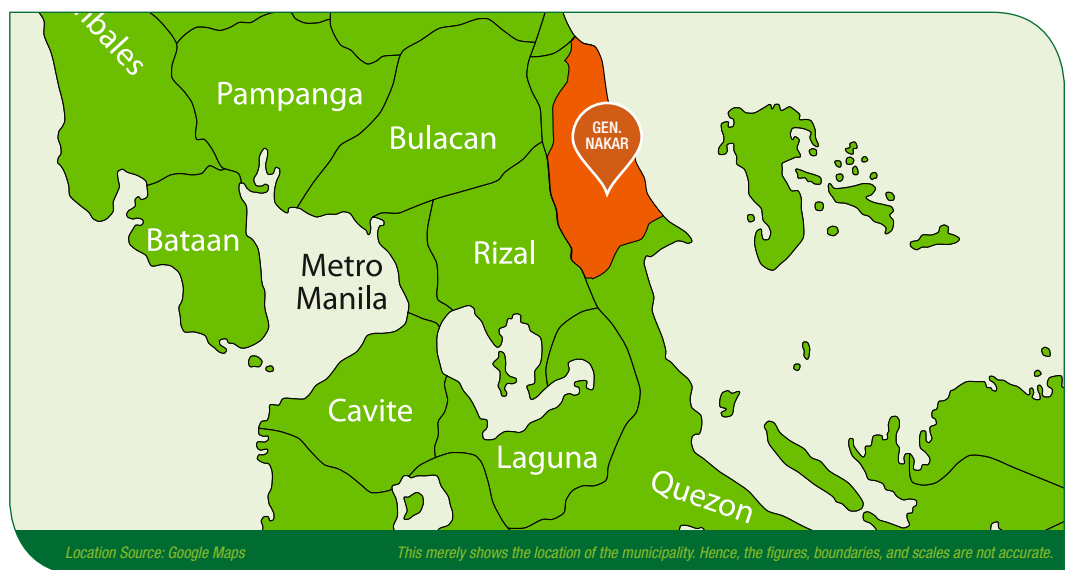 Pampanga
Bulacan
GEN.
NAKAR
Bataan
Rizal
Metro
Manila
Cavite
Laguna
Quezon
Location Source: Google Maps
This merely shows the location of the municipality. Hence, the figures, boundaries, and scales are not accurate.